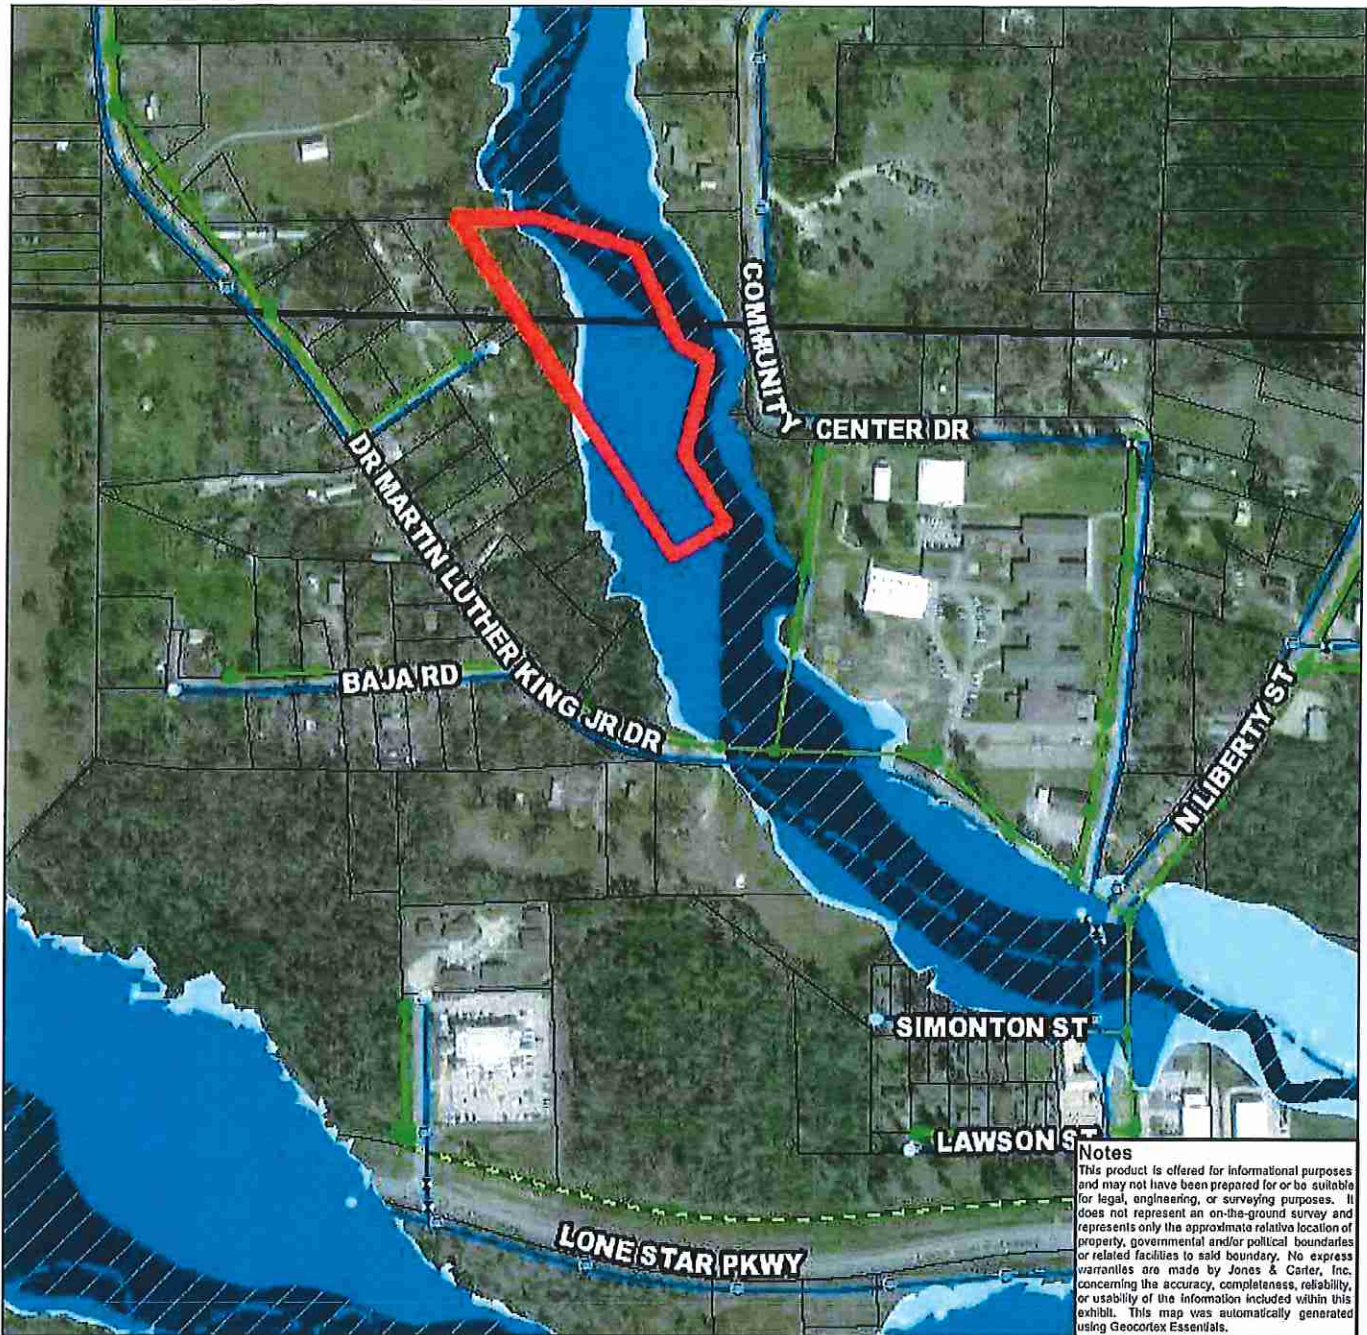 COMMUNITY
CENTER DR
DR MARTIN LUTHER KING JR DR
BAJA RD
N LIBERTY ST
SIMONTON ST
LAWSON ST
LONE STAR PKWY
Notes
This product is offered for informational purposes
and may not have been prepared for or be suitable
for legal, engineering, or surveying purposes. It
does not represent an on-the-ground survey and
represents only the approximate relative location of
property, governmental and/or political boundaries
or related facilities to said boundary. No express
warranties are made by Jones & Carter, Inc.
concerning the accuracy, completeness, reliability,
or usability of the information included within this
exhibit. This map was automatically generated
using Geocortex Essentials.